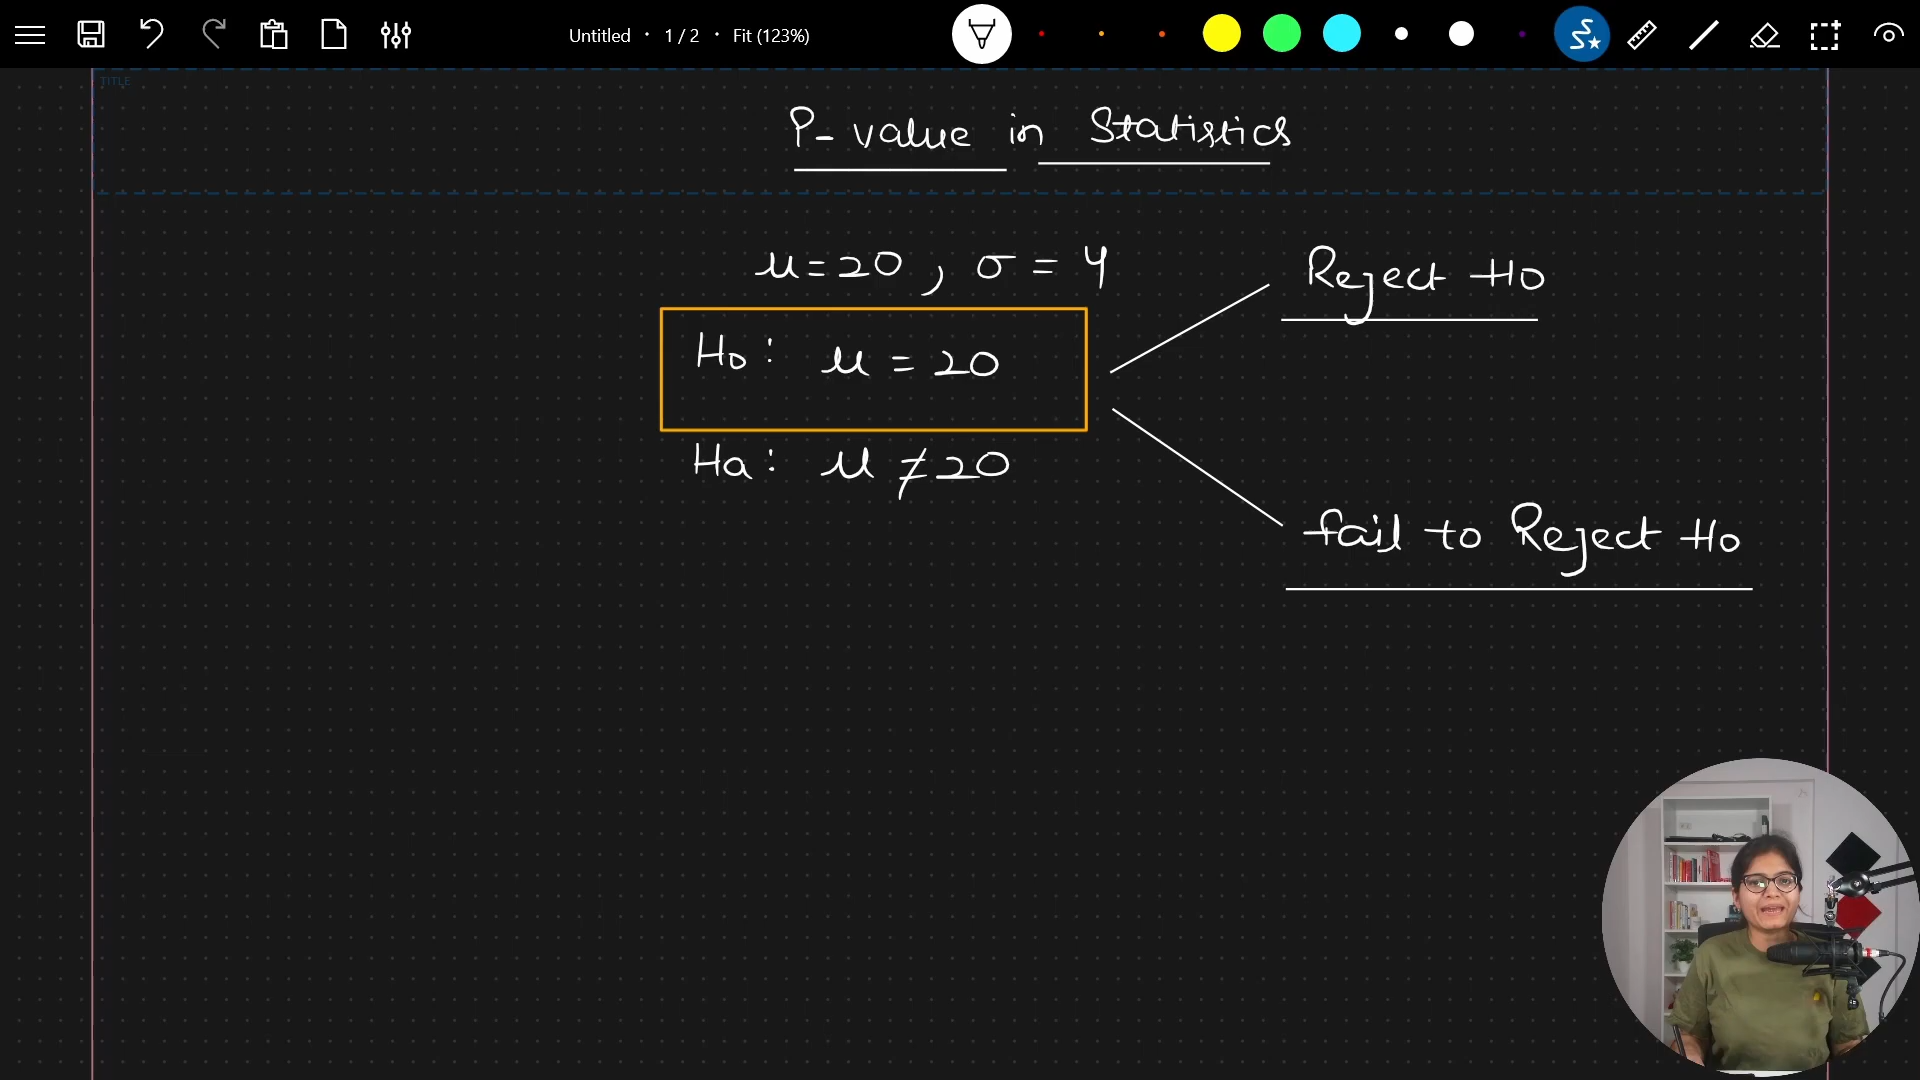 Untitled • 1 / 2 • Fit (123%)
TITLE
P-value in Statistics
μ=20, σ = 4
Reject Ho
Ho: μ = 20
Ha: μ ≠ 20
fail to Reject Ho